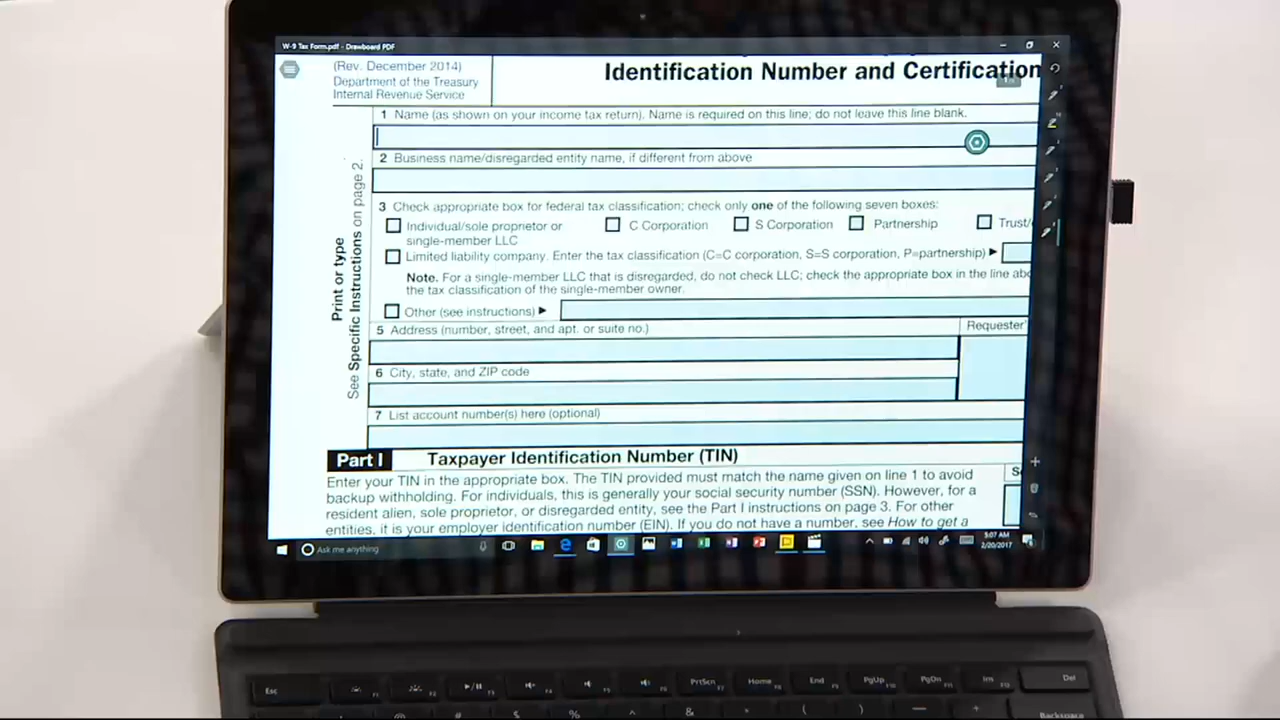 W-9 Tax Form.pdf - Drawboard PDF
(Rev. December 2014)
Department of the Treasury
Internal Revenue Service
Identification Number and Certification
1 Name (as shown on your income tax return). Name is required on this line; do not leave this line blank.
2 Business name/disregarded entity name, if different from above
3 Check appropriate box for federal tax classification; check only one of the following seven boxes:
Individual/sole proprietor or
single-member LLC
C Corporation
S Corporation
Partnership
Trust/
Limited liability company. Enter the tax classification (C=C corporation, S=S corporation, P=partnership) ▶
Note. For a single-member LLC that is disregarded, do not check LLC; check the appropriate box in the line
the tax classification of the single-member owner.
Other (see instructions) ▶
Print or type
See Specific Instructions on page 2.
5 Address (number, street, and apt. or suite no.)
Requester'
6 City, state, and ZIP code
7 List account number(s) here (optional)
Part I Taxpayer Identification Number (TIN)
Enter your TIN in the appropriate box. The TIN provided must match the name given on line 1 to avoid
backup withholding. For individuals, this is generally your social security number (SSN). However, for a
resident alien, sole proprietor, or disregarded entity, see the Part I instructions on page 3. For other
entities, it is your employer identification number (EIN). If you do not have a number, see How to get a
Ask me anything
5:07 AM
2/20/2017
Esc
PrtScn
Home
End
PgUp
PgDn
Ins
Del
Backspace